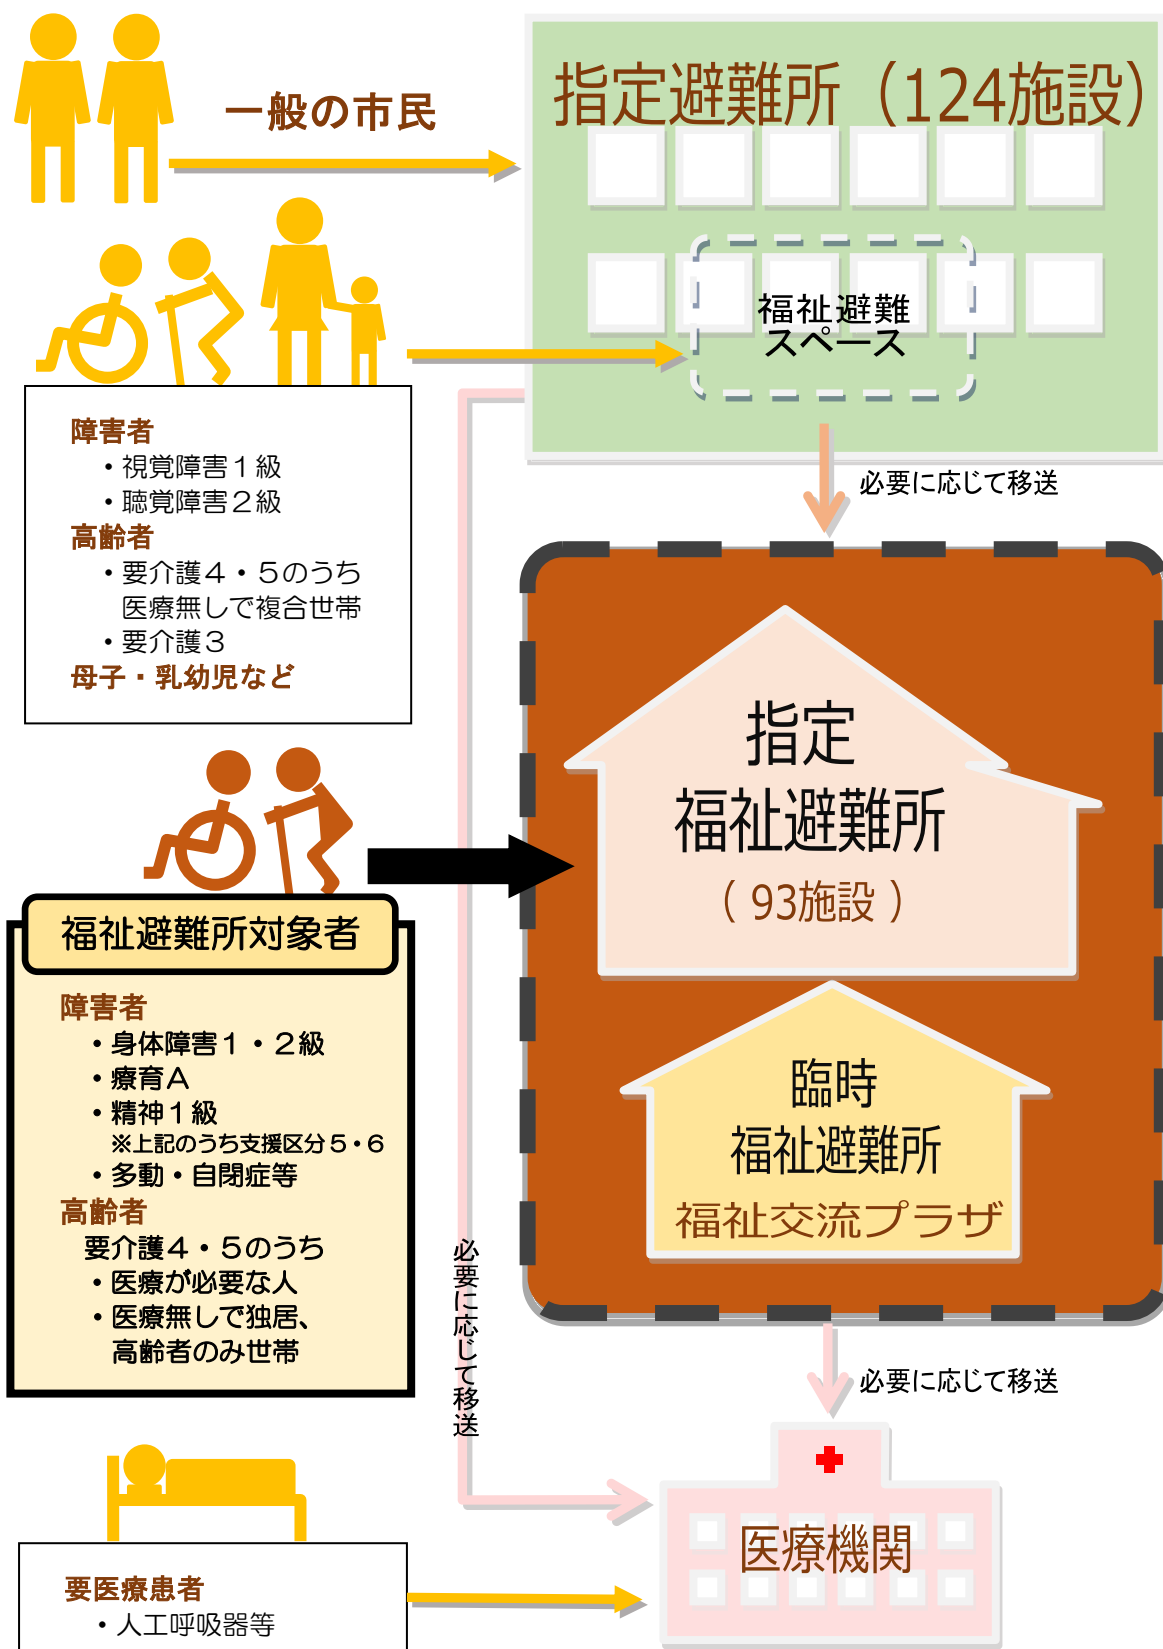 一般の市民
指定避難所（124施設）
福祉避難
スペース
障害者
・視覚障害１級
・聴覚障害２級
高齢者
・要介護４・５のうち
医療無しで複合世帯
・要介護３
母子・乳幼児など
必要に応じて移送
指定
福祉避難所
（ 93施設 ）
福祉避難所対象者
障害者
・身体障害１・２級
・療育Ａ
・精神１級
※上記のうち支援区分５・６
・多動・自閉症等
高齢者
要介護４・５のうち
・医療が必要な人
・医療無しで独居、
高齢者のみ世帯
臨時
福祉避難所
福祉交流プラザ
必要に応じて移送
必要に応じて移送
医療機関
要医療患者
・人工呼吸器等